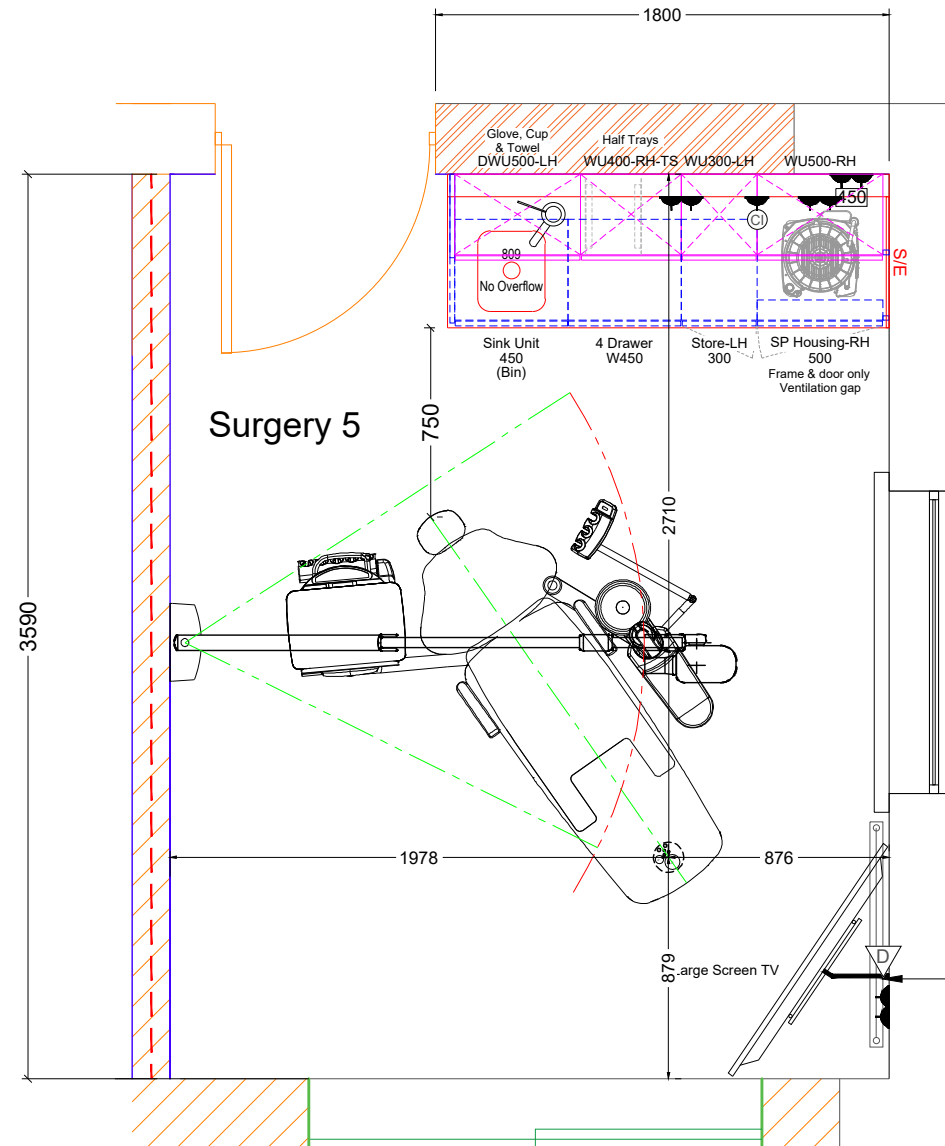 1800
Glove, Cup
& Towel
DWU500-LH
Half Trays
WU400-RH-TS
WU300-LH
WU500-RH
450
CI
S/E
809
No Overflow
Sink Unit
450
(Bin)
4 Drawer
W450
Store-LH
300
SP Housing-RH
500
Frame & door only
Ventilation gap
Surgery 5
750
2710
3590
1978
876
879
arge Screen TV
D